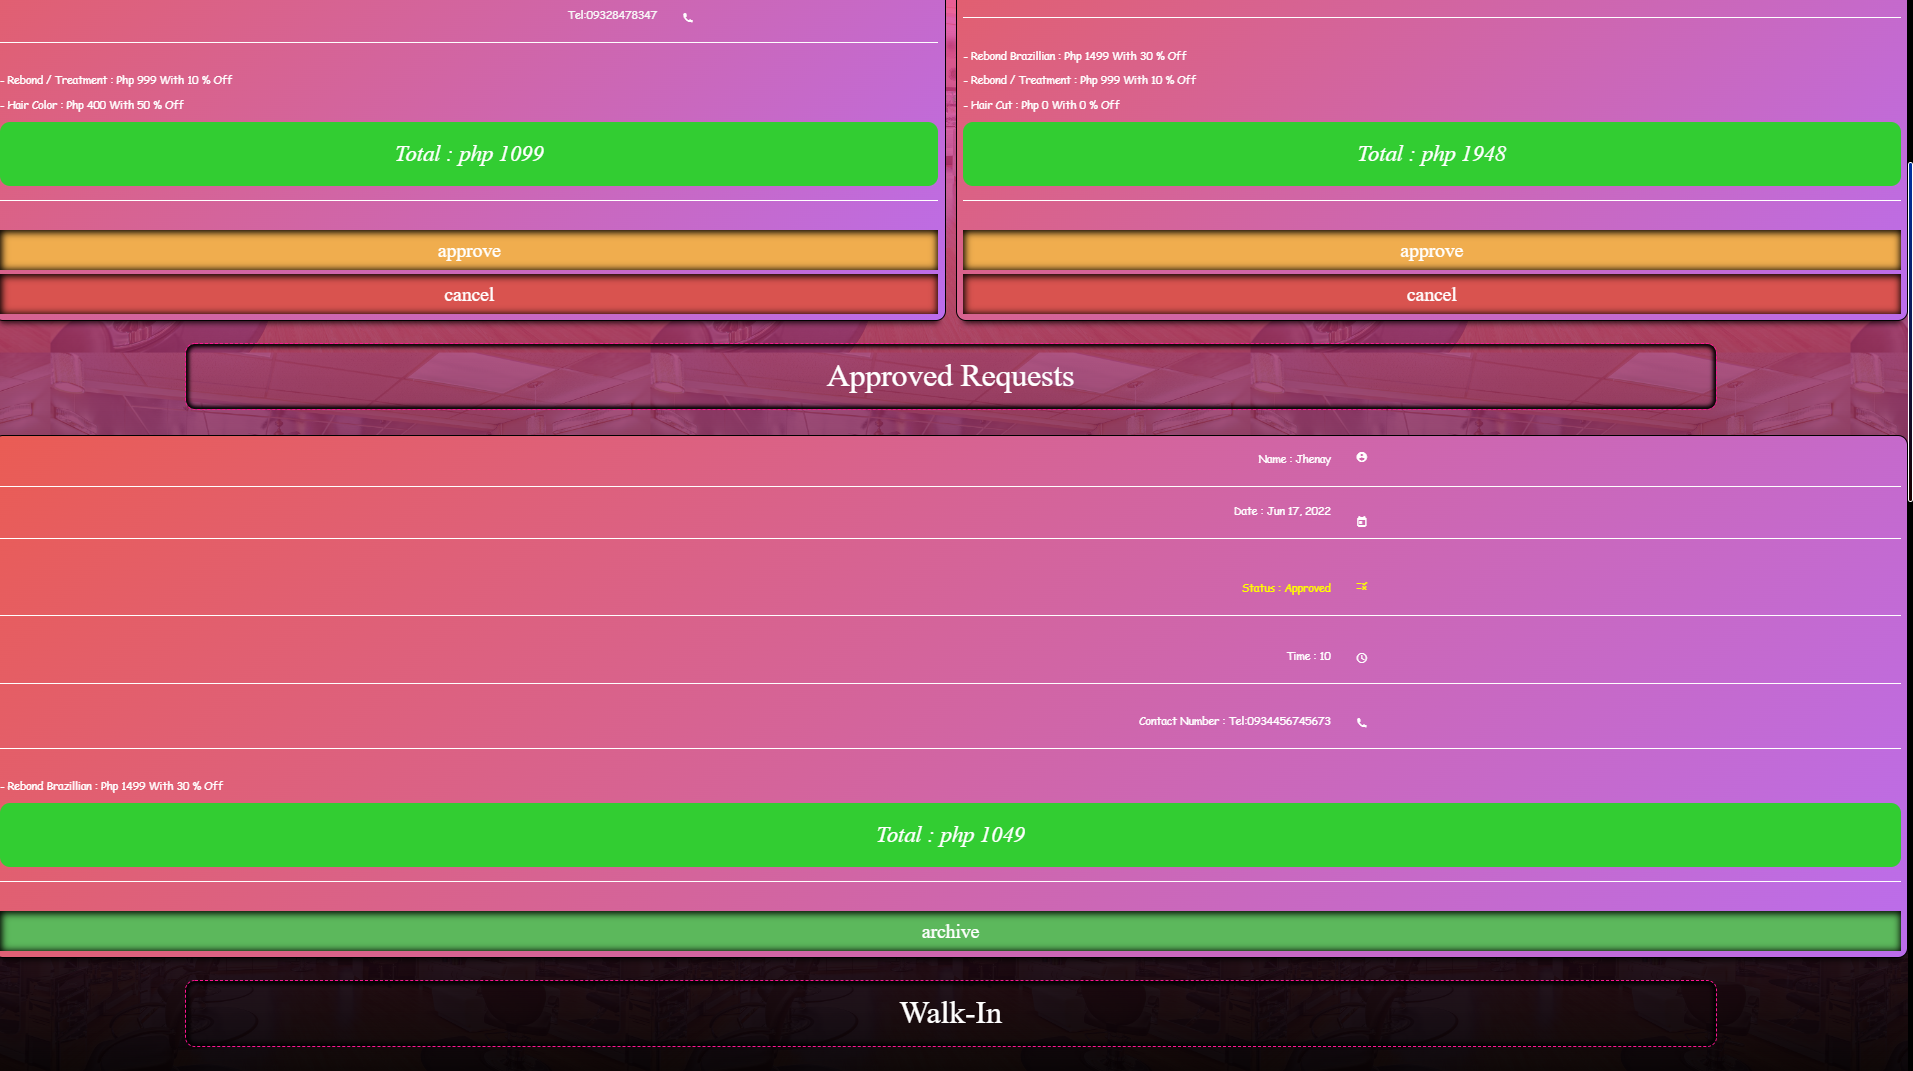 Tel:09328478347
- Rebond / Treatment : Php 999 With 10 % Off
- Hair Color : Php 400 With 50 % Off
Total : php 1099
approve
cancel
- Rebond Brazillian : Php 1499 With 30 % Off
- Rebond / Treatment : Php 999 With 10 % Off
- Hair Cut : Php 0 With 0 % Off
Total : php 1948
approve
cancel
Approved Requests
Name : Jhenay
Date : Jun 17, 2022
Status : Approved
Time : 10
Contact Number : Tel:0934456745673
- Rebond Brazillian : Php 1499 With 30 % Off
Total : php 1049
archive
Walk-In